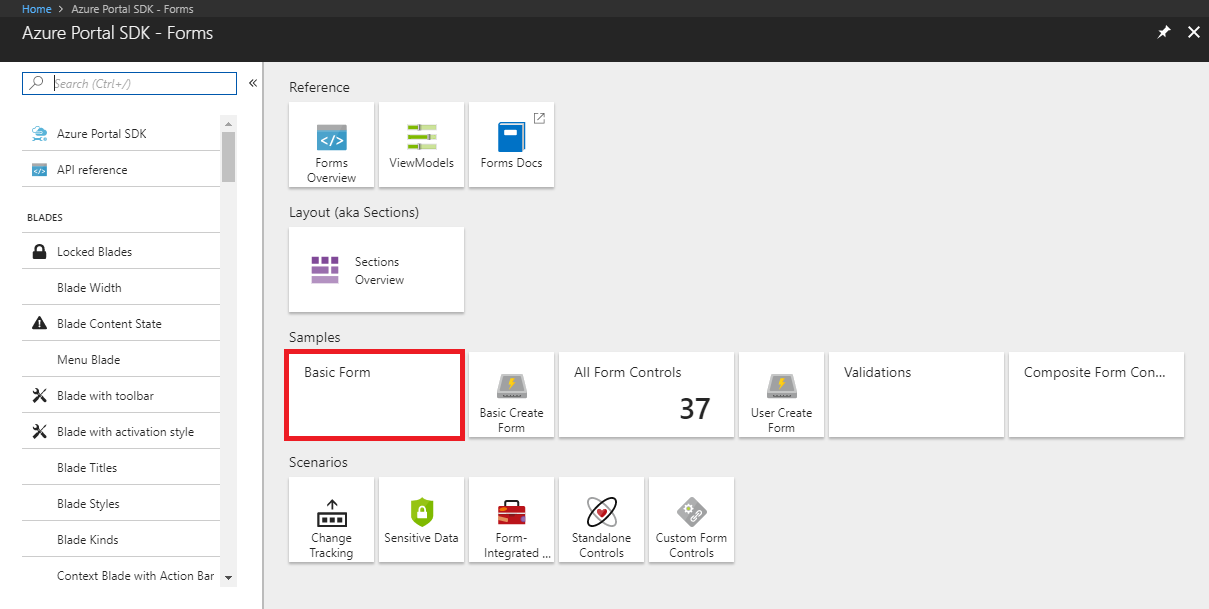 Home > Azure Portal SDK - Forms
Azure Portal SDK - Forms
Search (Ctrl+/)
«
Azure Portal SDK
API reference
BLADES
Locked Blades
Blade Width
Blade Content State
Menu Blade
Blade with toolbar
Blade with activation style
Blade Titles
Blade Styles
Blade Kinds
Context Blade with Action Bar
Reference
Forms
Overview
ViewModels
Forms Docs
Layout (aka Sections)
Sections
Overview
Samples
Basic Form
Basic Create
Form
All Form Controls
37
User Create
Form
Validations
Composite Form Con...
Scenarios
Change
Tracking
Sensitive Data
Form-
Integrated ...
Standalone
Controls
Custom Form
Controls